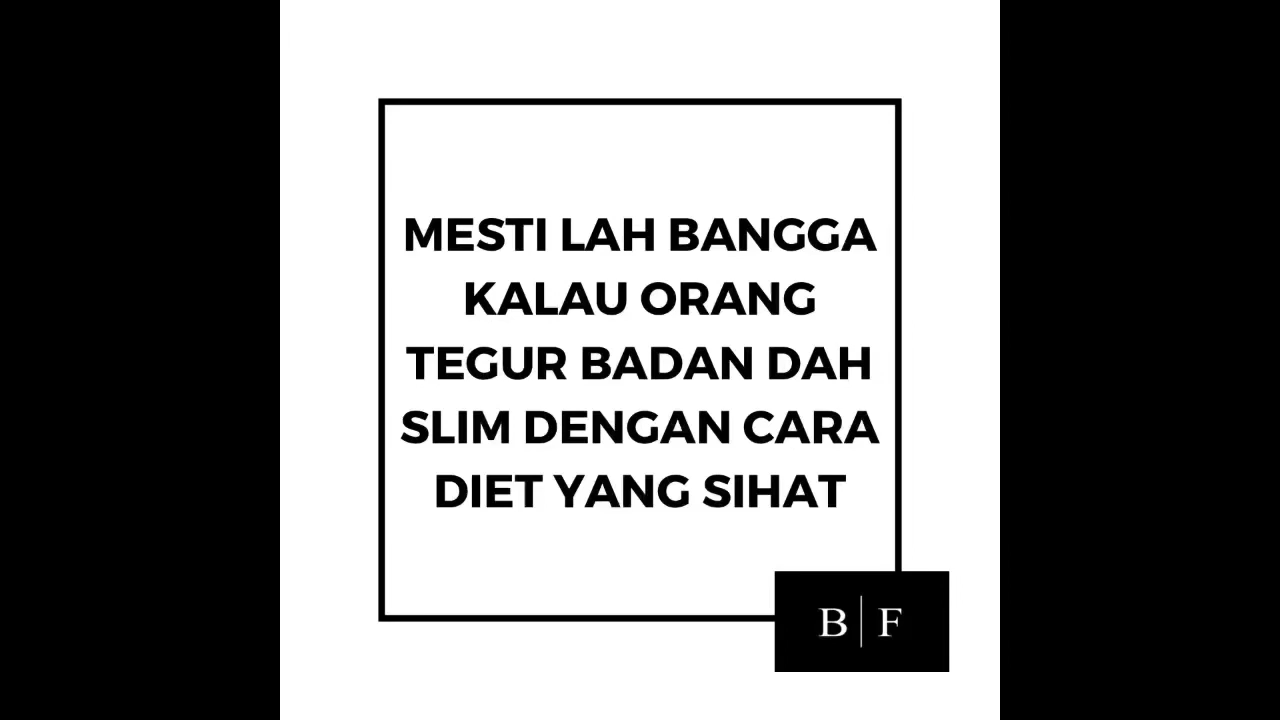 MESTI LAH BANGGA
KALAU ORANG
TEGUR BADAN DAH
SLIM DENGAN CARA
DIET YANG SIHAT
B | F